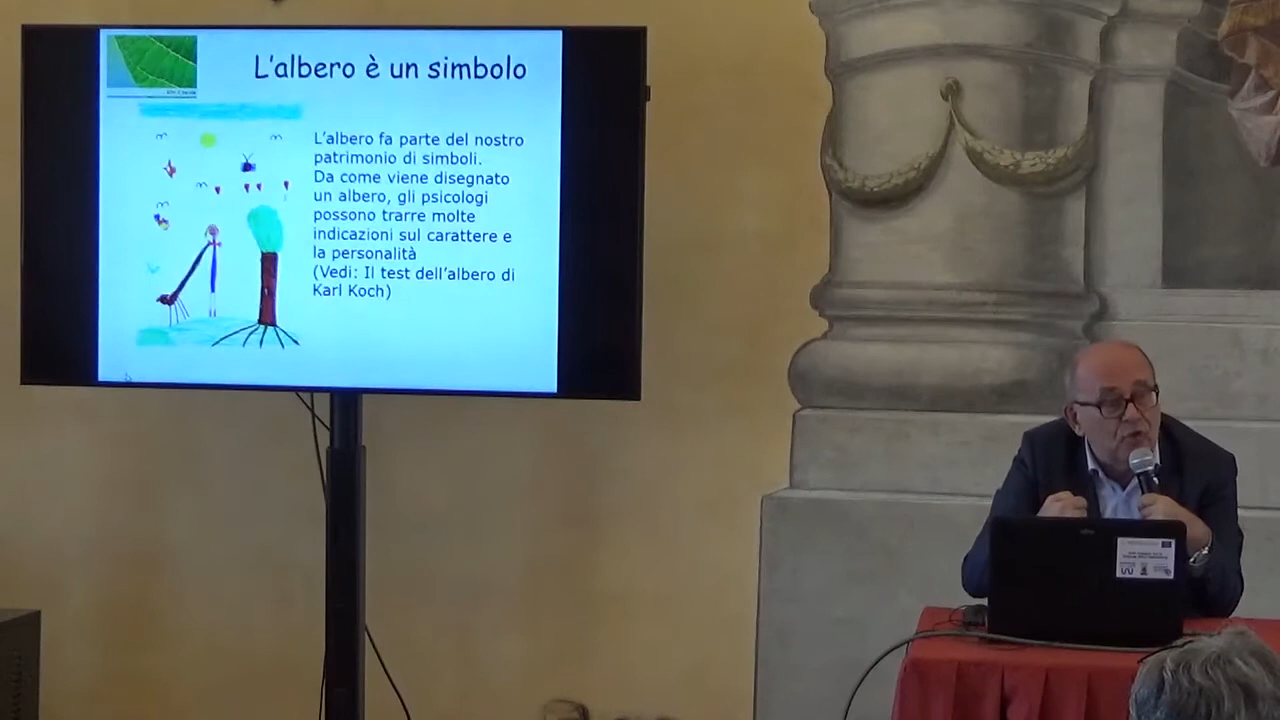 L'albero è un simbolo
L'albero fa parte del nostro
patrimonio di simboli.
Da come viene disegnato
un albero, gli psicologi
possono trarre molte
indicazioni sul carattere e
la personalità
(Vedi: Il test dell'albero di
Karl Koch)